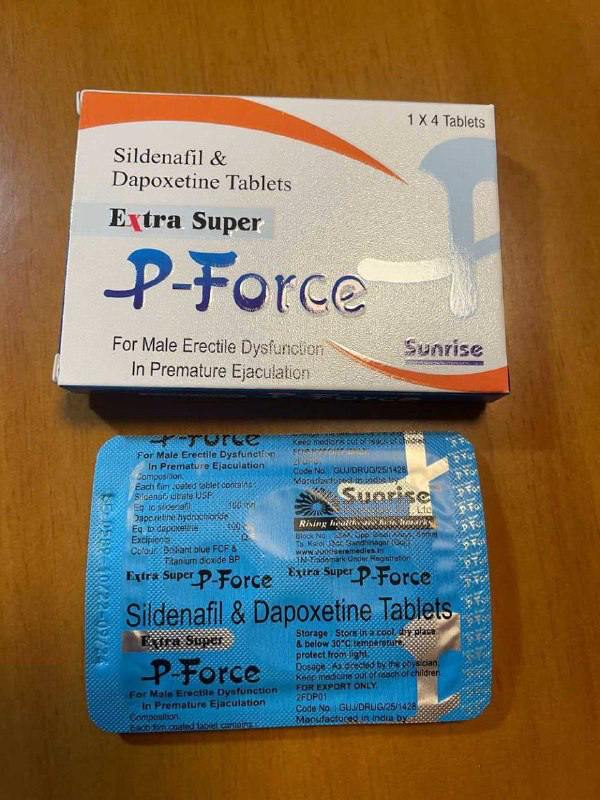 1 X 4 Tablets
Sildenafil &
Dapoxetine Tablets
Extra Super
P-Force
For Male Erectile Dysfunction
In Premature Ejaculation
Sunrise
P-Force
For Male Erectile Dysfunction
In Premature Ejaculation
Composition:
Each film coated tablet contains:
Sildenafil citrate USP
Eq. to sildenafil 100 mg
Dapoxetine hydrochloride
Eq. to dapoxetine 100
Excipients
Colour: Brilliant blue FCF &
Titanium dioxide BP
Keep medicine out of reach of children
Code No.: GUJ/DRUG/25/1428
Manufactured in India by
Sunrise
Ltd
Rising healthcare benchmarks
www.sunriseremedies.in
TM-Trademark Under Registration
Extra Super P-Force
Extra Super P-Force
Sildenafil & Dapoxetine Tablets
Extra Super
P-Force
For Male Erectile Dysfunction
In Premature Ejaculation
Composition:
Each film coated tablet contains :
Storage : Store in a cool, dry place
& below 30°C temperature,
protect from light.
Dosage : As directed by the physician,
Keep medicine out of reach of children
FOR EXPORT ONLY.
2FDP01
Code No.: GUJ/DRUG/25/1428
Manufactured in India by